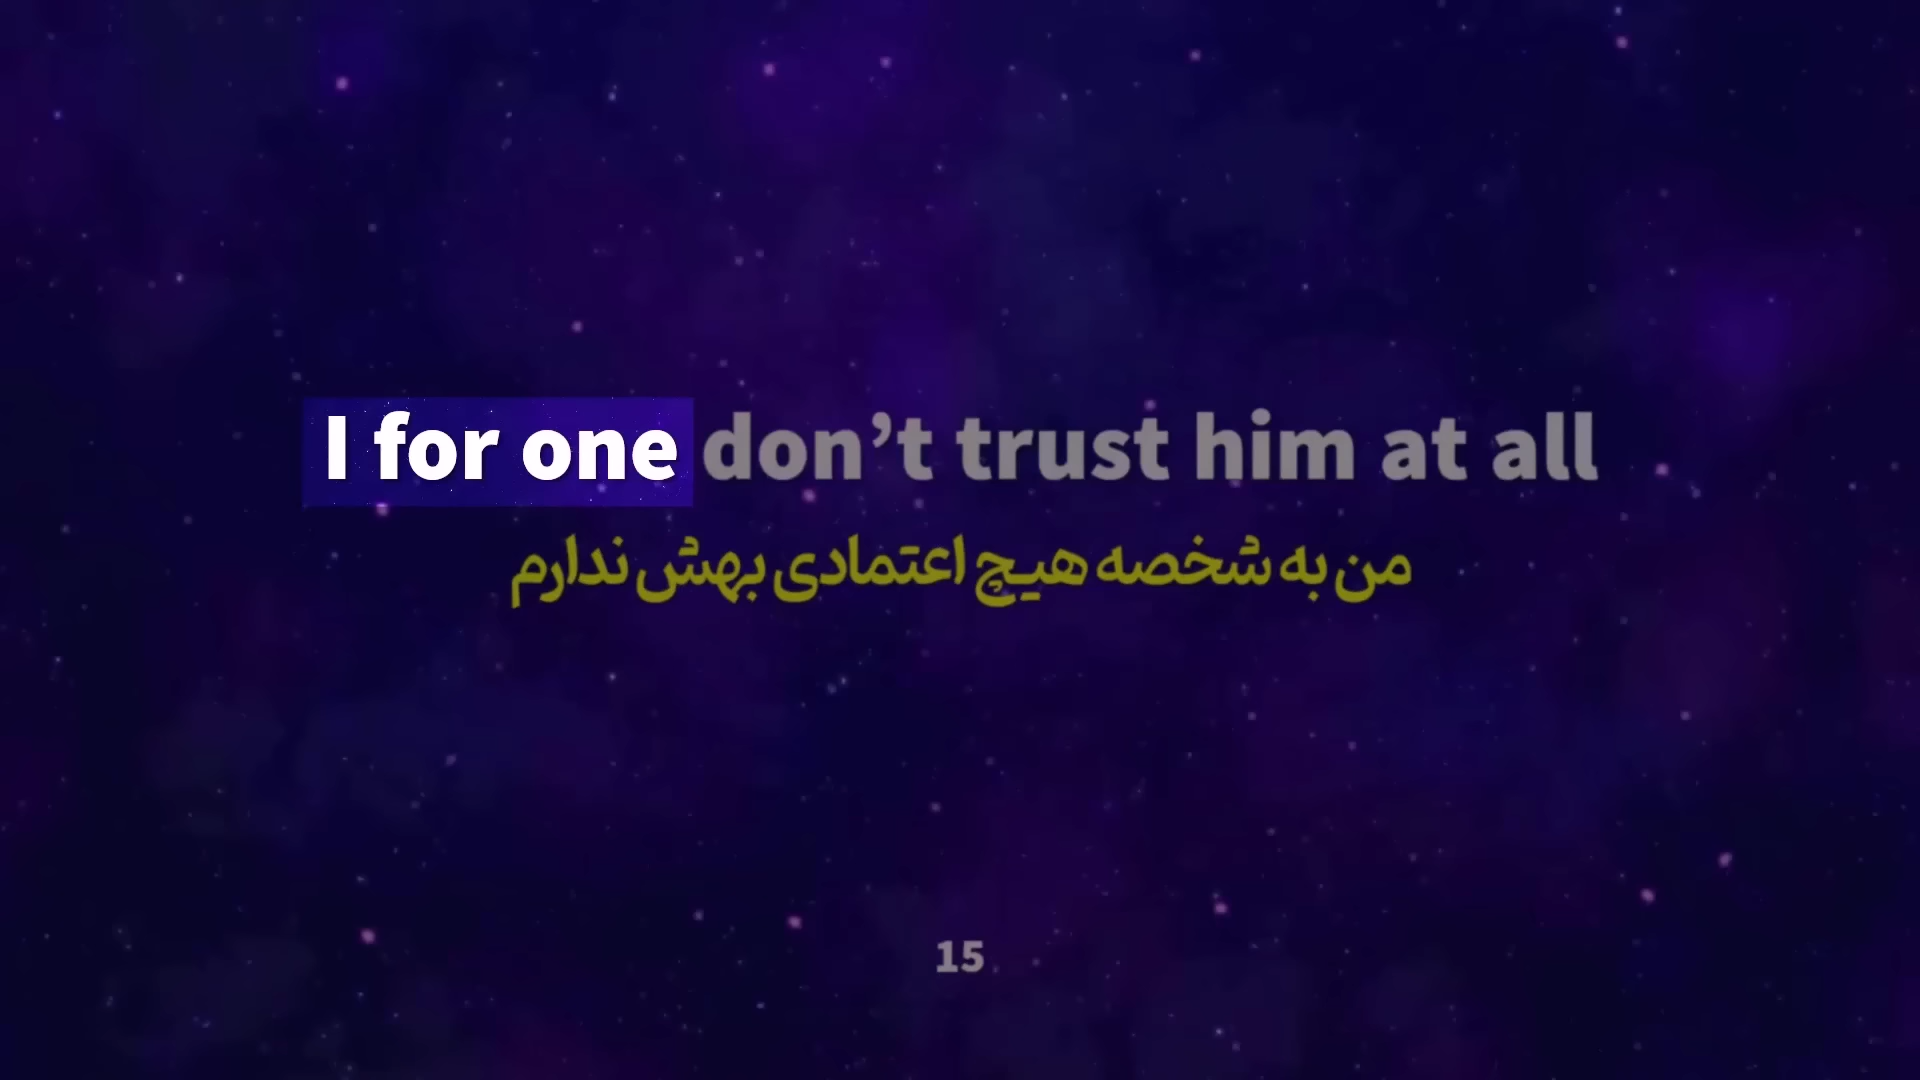 I for one don’t trust him at all
من به شخصه هیچ اعتمادی بهش ندارم
15